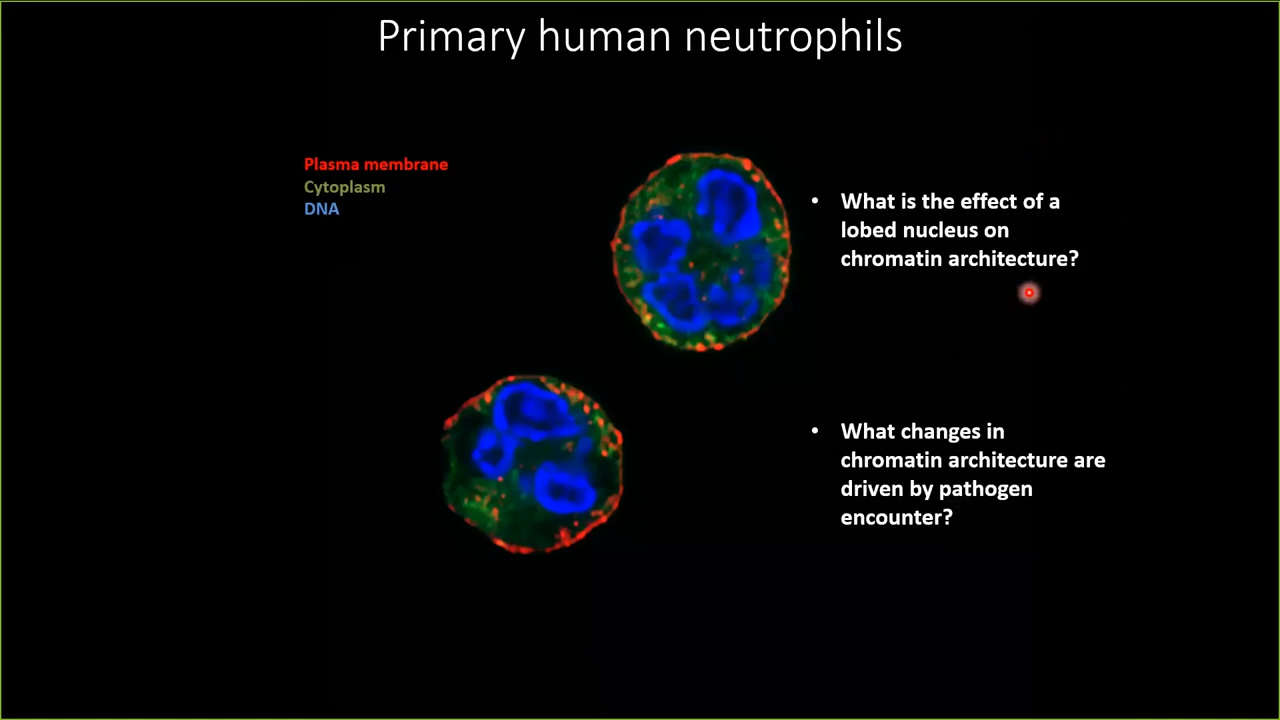 Primary human neutrophils
Plasma membrane
Cytoplasm
DNA
• What is the effect of a
lobed nucleus on
chromatin architecture?
• What changes in
chromatin architecture are
driven by pathogen
encounter?